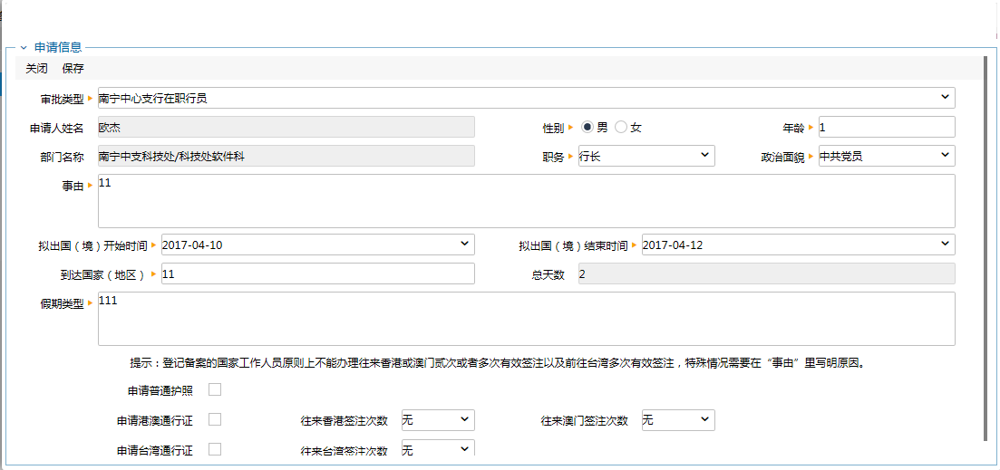 申请信息
关闭 保存
审批类型 南宁中心支行在职行员
申请人姓名 欧杰 性别 男 女 年龄 1
部门名称 南宁中支科技处/科技处软件科 职务 行长 政治面貌 中共党员
事由 11
拟出国（境）开始时间 2017-04-10 拟出国（境）结束时间 2017-04-12
到达国家（地区） 11 总天数 2
假期类型 111
提示：登记备案的国家工作人员原则上不能办理往来香港或澳门贰次或者多次有效签注以及前往台湾多次有效签注，特殊情况需要在“事由”里写明原因。
申请普通护照
申请港澳通行证 往来香港签注次数 无 往来澳门签注次数 无
申请台湾通行证 往来台湾签注次数 无